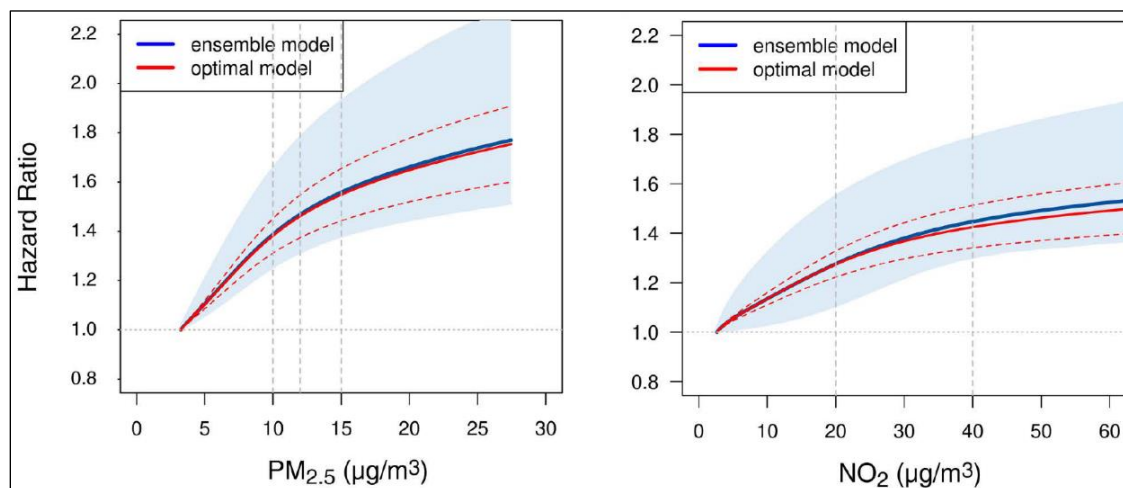 2.2
2.0
1.8
1.6
1.4
1.2
1.0
0.8
Hazard Ratio
ensemble model
optimal model
0 5 10 15 20 25 30
PM2.5 (µg/m3)
2.2
2.0
1.8
1.6
1.4
1.2
1.0
0.8
ensemble model
optimal model
0 10 20 30 40 50 60
NO2 (µg/m3)